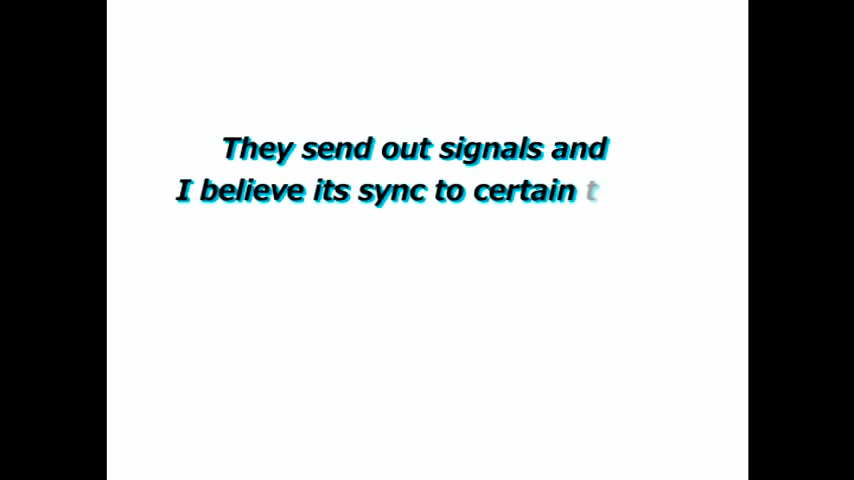 They send out signals and
I believe its sync to certain t